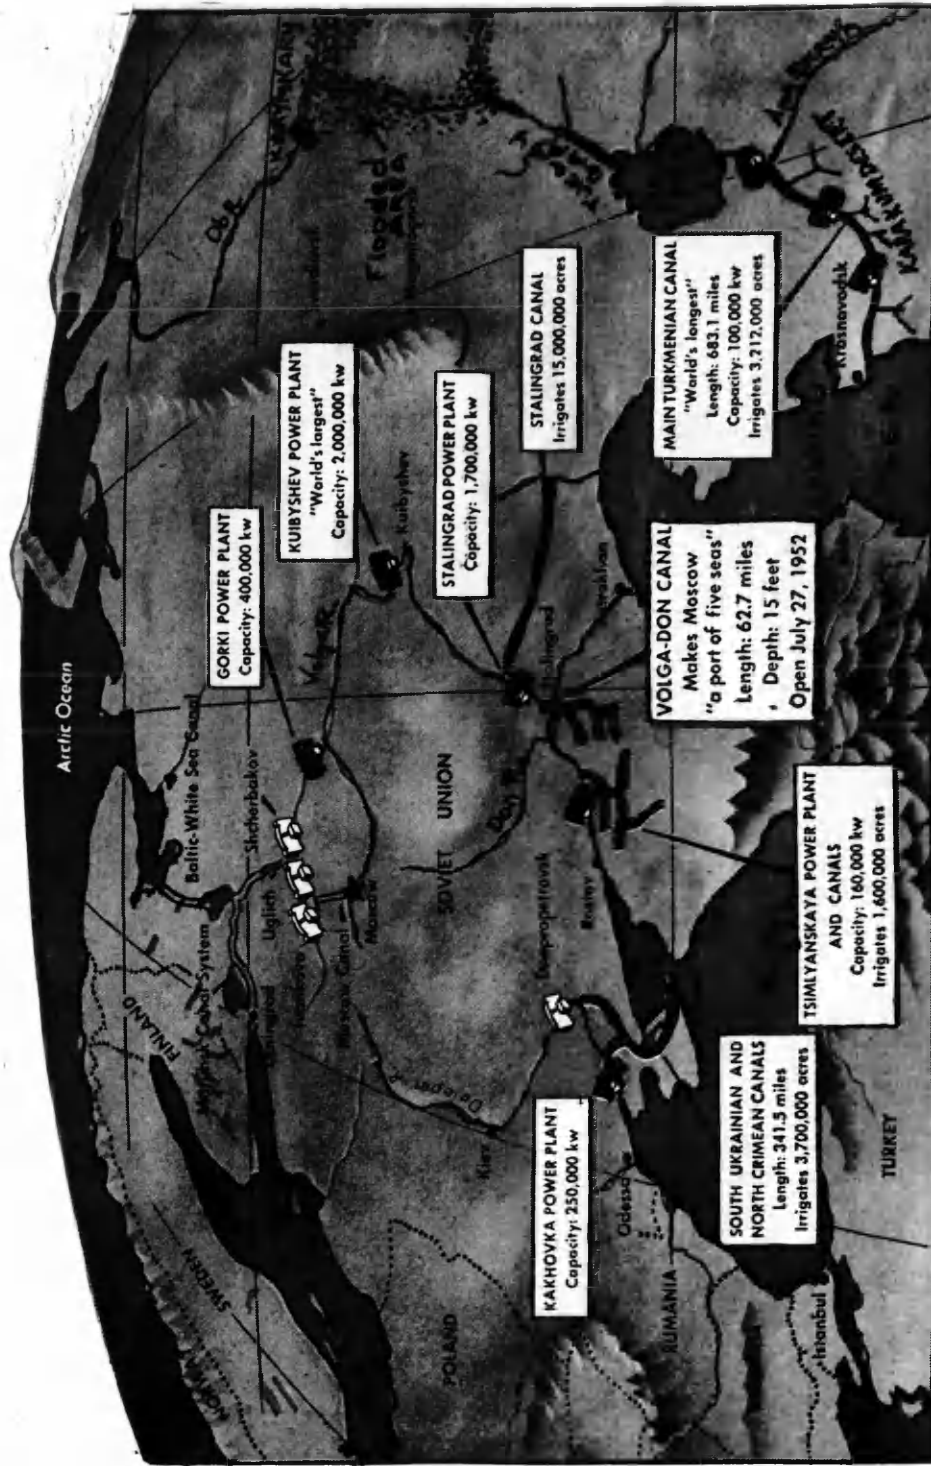 Arctic Ocean
NORWAY
SWEDEN
FINLAND
Baltic-White Sea Canal
Canal System
Shcherbakov
Uglich
Moscow Canal
Moscow
GORKI POWER PLANT
Capacity: 400,000 kw
KUIBYSHEV POWER PLANT
"World's largest"
Capacity: 2,000,000 kw
Kuibyshev
Ob R.
Flooded
AREA
STALINGRAD POWER PLANT
Capacity: 1,700,000 kw
STALINGRAD CANAL
Irrigates 15,000,000 acres
SOVIET UNION
Don R.
POLAND
Kiev
Dnieper
Dnepropetrovsk
Rostov
KAKHOVKA POWER PLANT
Capacity: 250,000 kw
Odessa
RUMANIA
Istanbul
TURKEY
SOUTH UKRAINIAN AND
NORTH CRIMEAN CANALS
Length: 341.5 miles
Irrigates 3,700,000 acres
TSIMLYANSKAYA POWER PLANT
AND CANALS
Capacity: 160,000 kw
Irrigates 1,600,000 acres
VOLGA-DON CANAL
Makes Moscow
"a port of five seas"
Length: 62.7 miles
Depth: 15 feet
Open July 27, 1952
MAIN TURKMENIAN CANAL
"World's longest"
Length: 683.1 miles
Capacity: 100,000 kw
Irrigates 3,212,000 acres
Krasnovodsk
KARA KUM DESERT